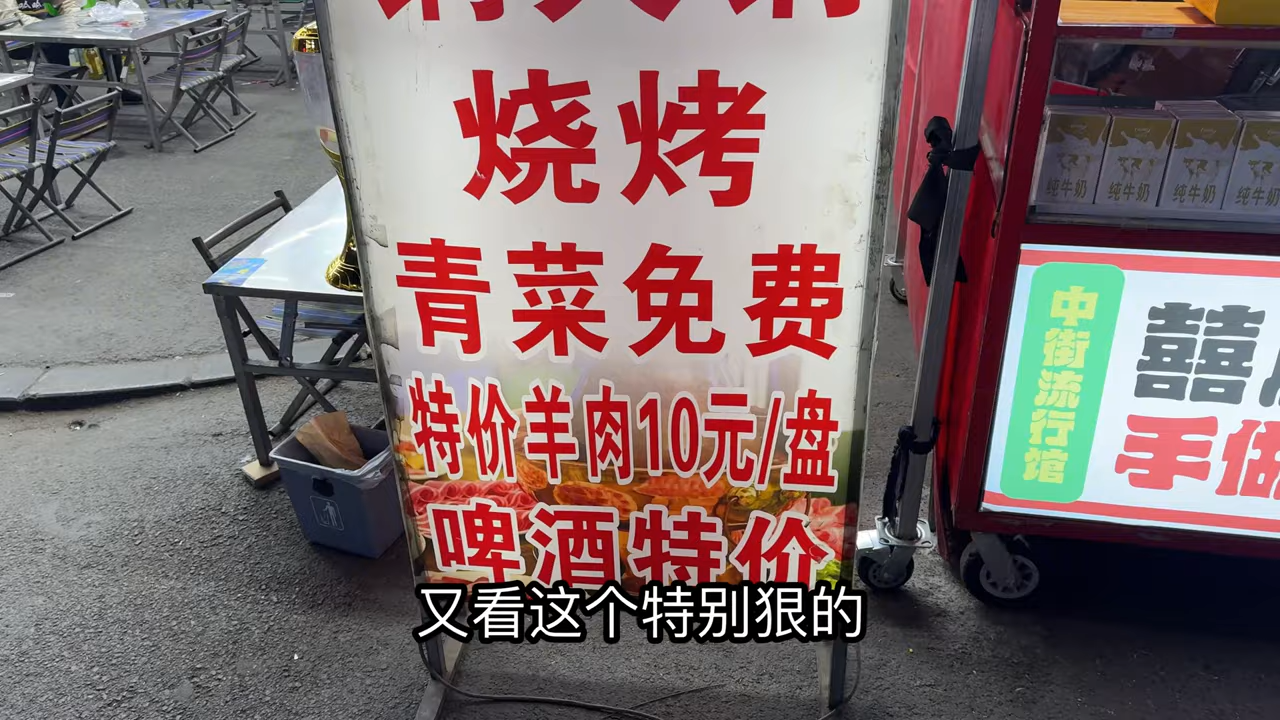 烧烤
青菜免费
特价羊肉10元/盘
啤酒特价
又看这个特别狠的
纯牛奶
纯牛奶
纯牛奶
纯牛奶
中街流行馆
囍
手做